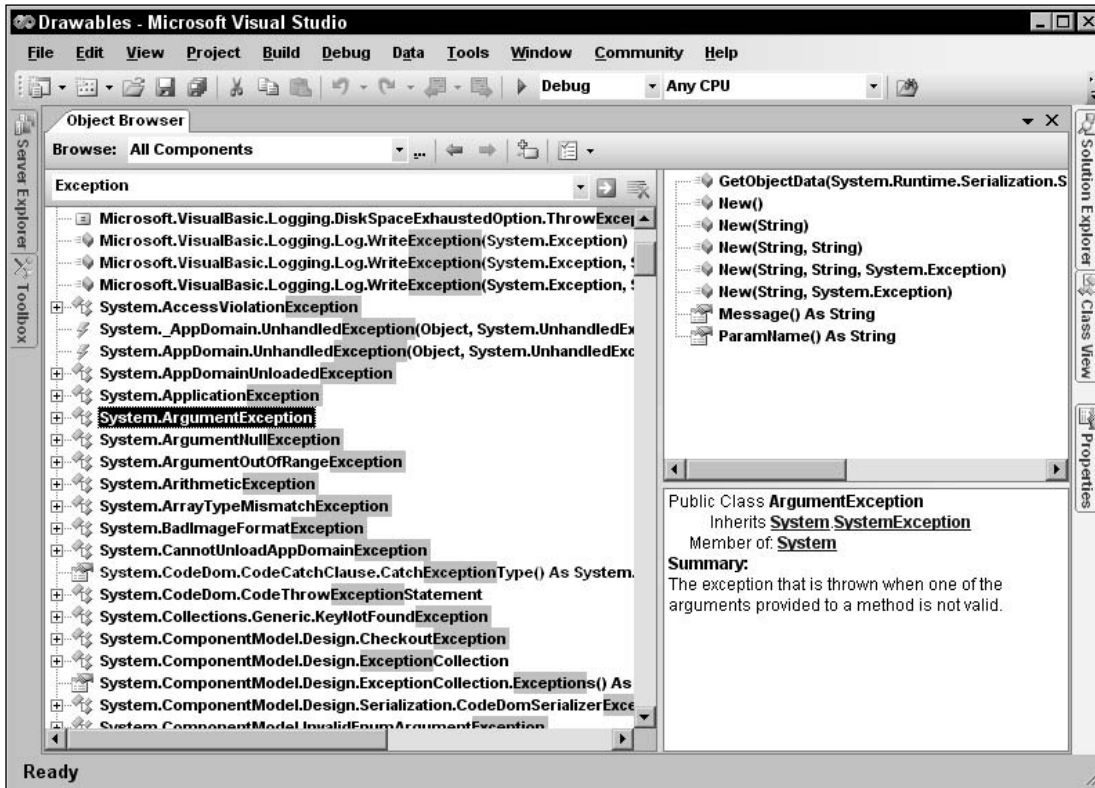 Drawables - Microsoft Visual Studio
File Edit View Project Build Debug Data Tools Window Community Help
Debug Any CPU
Server Explorer
Toolbox
Object Browser
Browse: All Components ...
Exception
Microsoft.VisualBasic.Logging.DiskSpaceExhaustedOption.ThrowExcep
Microsoft.VisualBasic.Logging.Log.WriteException(System.Exception)
Microsoft.VisualBasic.Logging.Log.WriteException(System.Exception, S
Microsoft.VisualBasic.Logging.Log.WriteException(System.Exception, S
System.AccessViolationException
System._AppDomain.UnhandledException(Object, System.UnhandledEx
System.AppDomain.UnhandledException(Object, System.UnhandledExc
System.AppDomainUnloadedException
System.ApplicationException
System.ArgumentException
System.ArgumentNullException
System.ArgumentOutOfRangeException
System.ArithmeticException
System.ArrayTypeMismatchException
System.BadImageFormatException
System.CannotUnloadAppDomainException
System.CodeDom.CodeCatchClause.CatchExceptionType() As System.
System.CodeDom.CodeThrowExceptionStatement
System.Collections.Generic.KeyNotFoundException
System.ComponentModel.Design.CheckoutException
System.ComponentModel.Design.ExceptionCollection
System.ComponentModel.Design.ExceptionCollection.Exceptions() As
System.ComponentModel.Design.Serialization.CodeDomSerializerExce
System.ComponentModel.InvalidEnumArgumentException
GetObjectData(System.Runtime.Serialization.S
New()
New(String)
New(String, String)
New(String, String, System.Exception)
New(String, System.Exception)
Message() As String
ParamName() As String
Public Class ArgumentException
Inherits System.SystemException
Member of: System
Summary:
The exception that is thrown when one of the
arguments provided to a method is not valid.
Solution Explorer
Class View
Properties
Ready